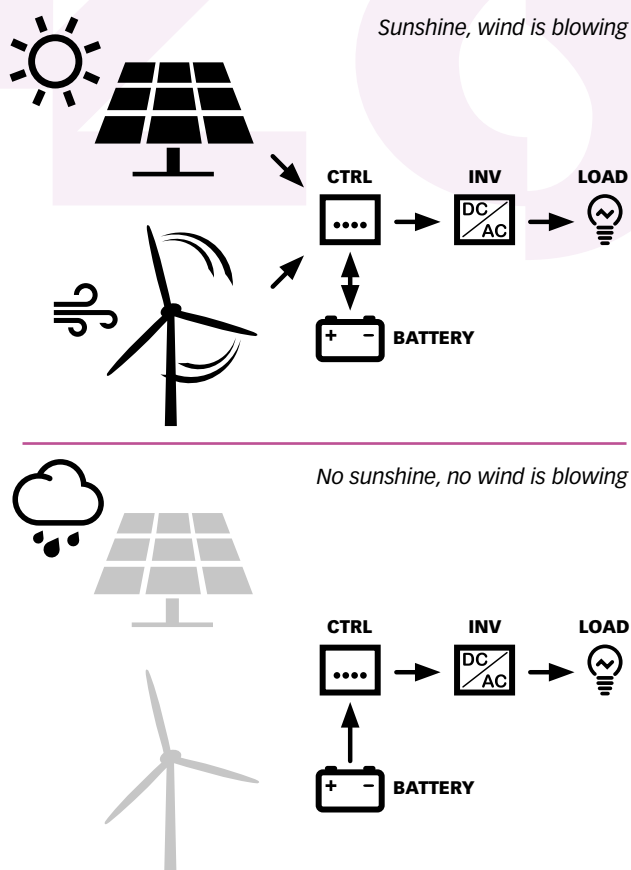 Sunshine, wind is blowing
CTRL INV LOAD
DC
AC
+ − BATTERY
No sunshine, no wind is blowing
CTRL INV LOAD
DC
AC
+ − BATTERY